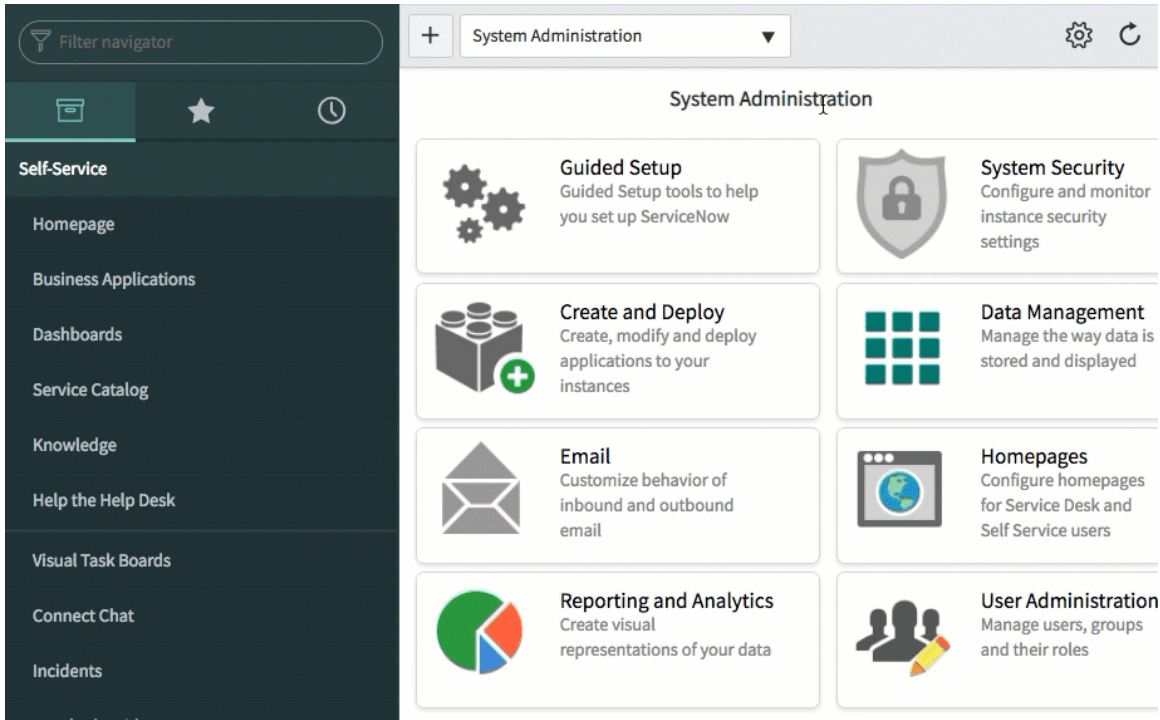 Filter navigator
System Administration
System Administration
Self-Service
Homepage
Business Applications
Dashboards
Service Catalog
Knowledge
Help the Help Desk
Visual Task Boards
Connect Chat
Incidents
Guided Setup
Guided Setup tools to help
you set up ServiceNow
System Security
Configure and monitor
instance security
settings
Create and Deploy
Create, modify and deploy
applications to your
instances
Data Management
Manage the way data is
stored and displayed
Email
Customize behavior of
inbound and outbound
email
Homepages
Configure homepages
for Service Desk and
Self Service users
Reporting and Analytics
Create visual
representations of your data
User Administration
Manage users, groups
and their roles